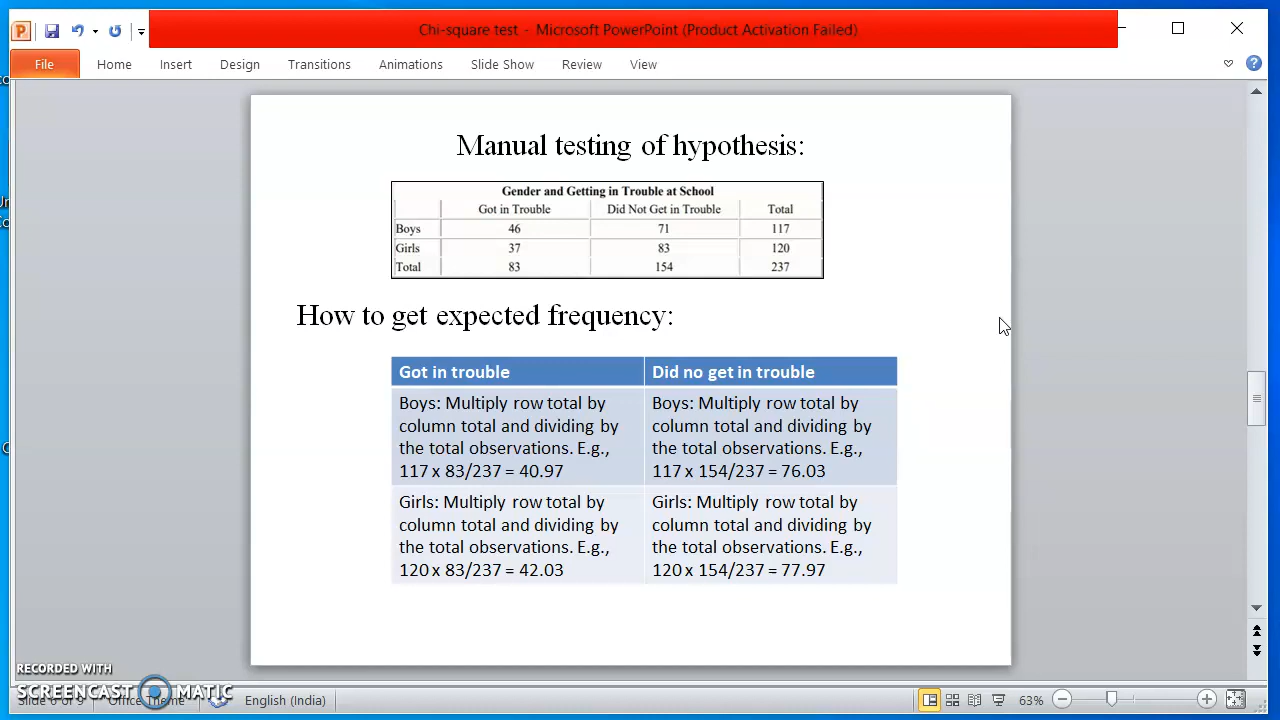 Chi-square test - Microsoft PowerPoint (Product Activation Failed)
File Home Insert Design Transitions Animations Slide Show Review View
Manual testing of hypothesis:
Gender and Getting in Trouble at School
Got in Trouble Did Not Get in Trouble Total
Boys 46 71 117
Girls 37 83 120
Total 83 154 237
How to get expected frequency:
Got in trouble Did no get in trouble
Boys: Multiply row total by
column total and dividing by
the total observations. E.g.,
117 x 83/237 = 40.97
Boys: Multiply row total by
column total and dividing by
the total observations. E.g.,
117 x 154/237 = 76.03
Girls: Multiply row total by
column total and dividing by
the total observations. E.g.,
120 x 83/237 = 42.03
Girls: Multiply row total by
column total and dividing by
the total observations. E.g.,
120 x 154/237 = 77.97
RECORDED WITH
SCREENCAST MATIC
Slide 6 of 9 Office Theme English (India) 63%